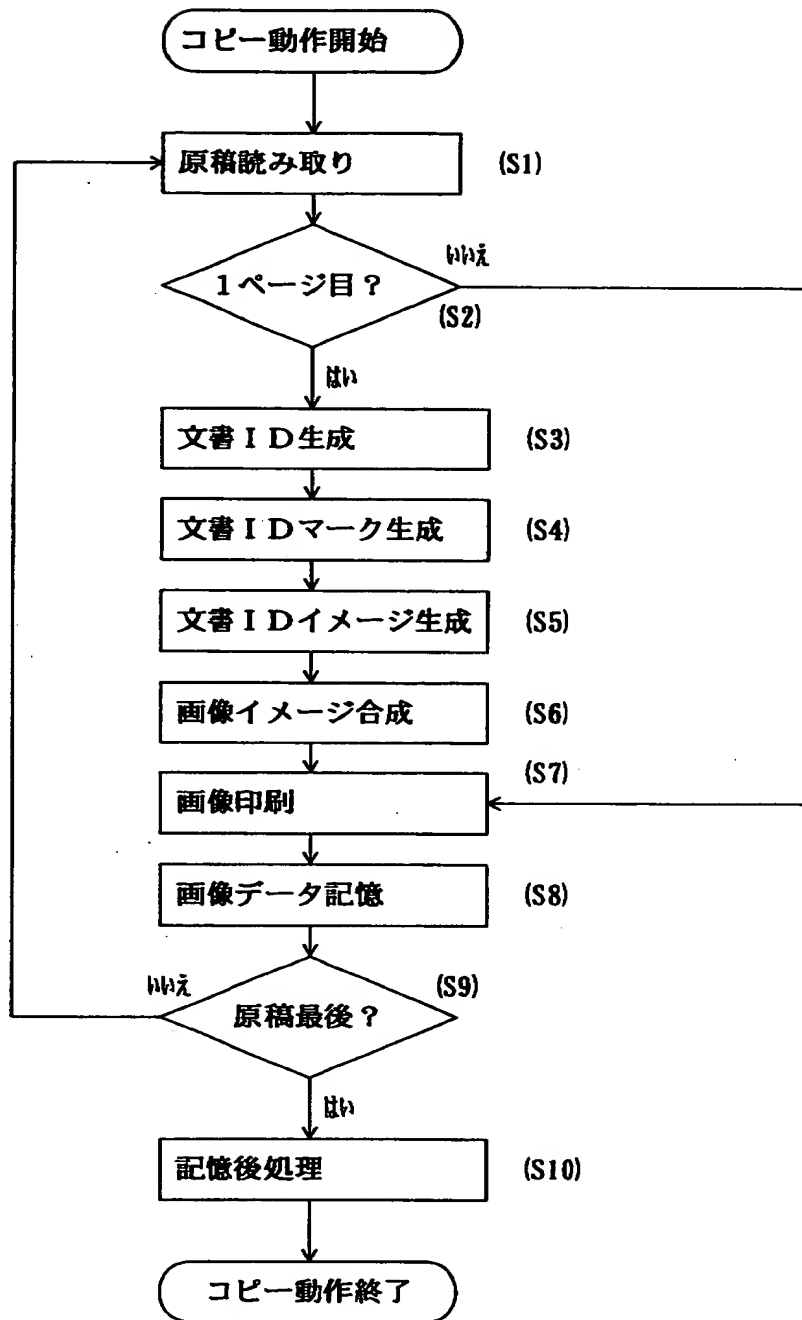 コピー動作開始
原稿読み取り (S1)
1ページ目? いいえ
(S2)
はい
文書ID生成 (S3)
文書IDマーク生成 (S4)
文書IDイメージ生成 (S5)
画像イメージ合成 (S6)
(S7)
画像印刷
画像データ記憶 (S8)
いいえ (S9)
原稿最後?
はい
記憶後処理 (S10)
コピー動作終了